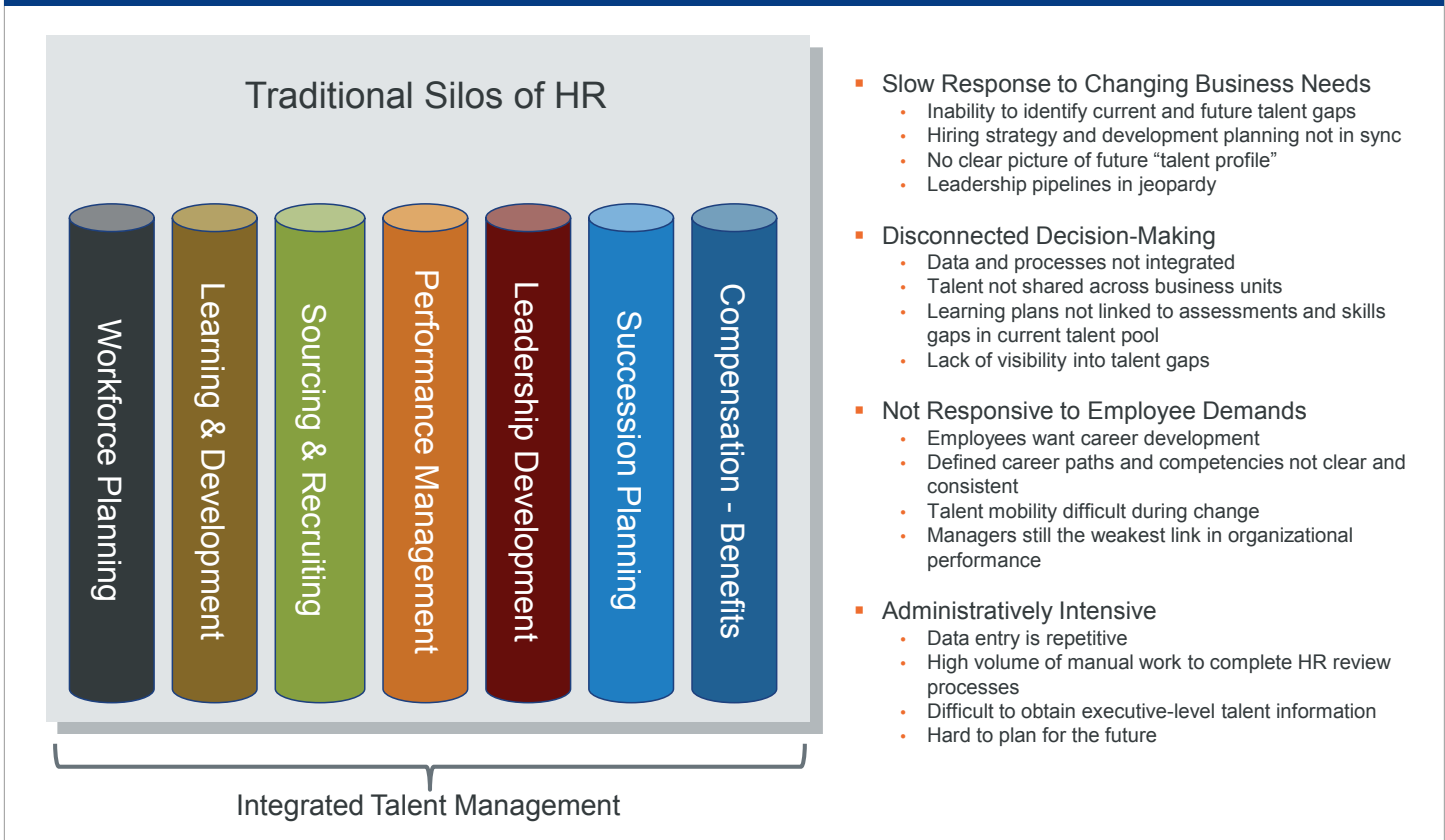 Traditional Silos of HR
Workforce Planning
Learning & Development
Sourcing & Recruiting
Performance Management
Leadership Development
Succession Planning
Compensation - Benefits
Integrated Talent Management
Slow Response to Changing Business Needs
Inability to identify current and future talent gaps
Hiring strategy and development planning not in sync
No clear picture of future “talent profile”
Leadership pipelines in jeopardy
Disconnected Decision-Making
Data and processes not integrated
Talent not shared across business units
Learning plans not linked to assessments and skills
gaps in current talent pool
Lack of visibility into talent gaps
Not Responsive to Employee Demands
Employees want career development
Defined career paths and competencies not clear and
consistent
Talent mobility difficult during change
Managers still the weakest link in organizational
performance
Administratively Intensive
Data entry is repetitive
High volume of manual work to complete HR review
processes
Difficult to obtain executive-level talent information
Hard to plan for the future